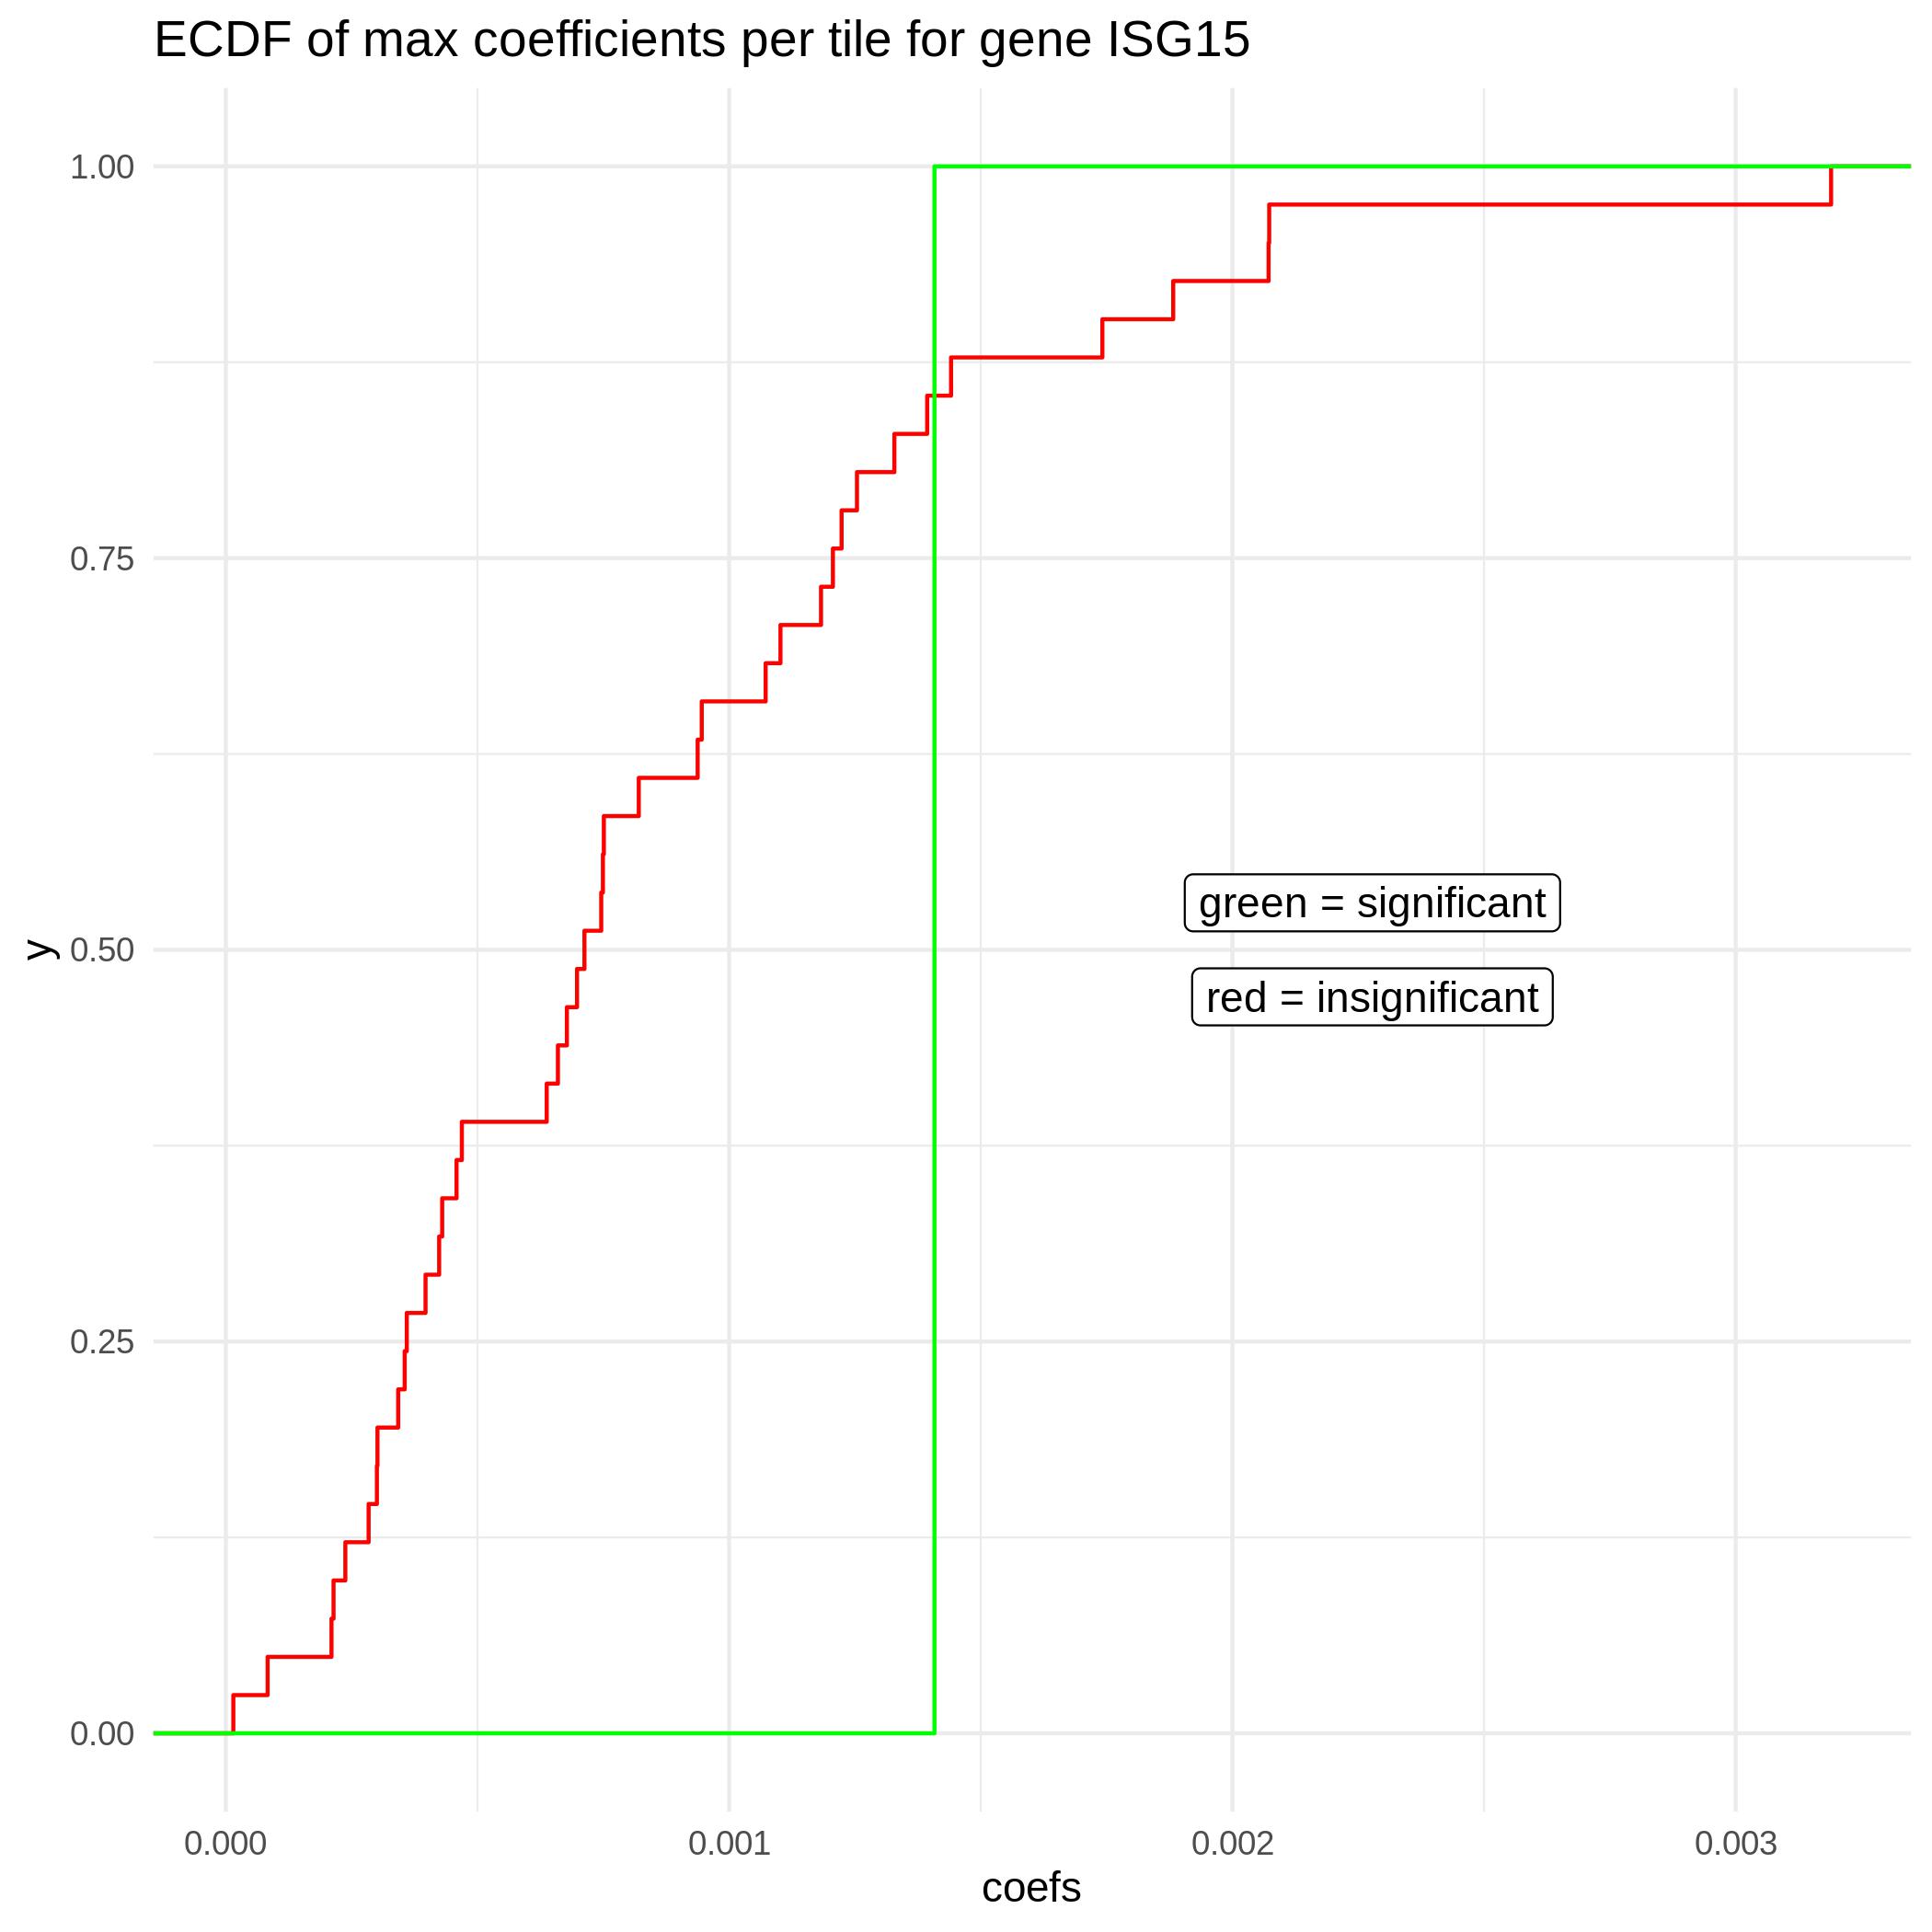 ECDF of max coefficients per tile for gene ISG15
1.00
0.75
0.50
0.25
0.00
y
green = significant
red = insignificant
0.000 0.001 0.002 0.003
coefs